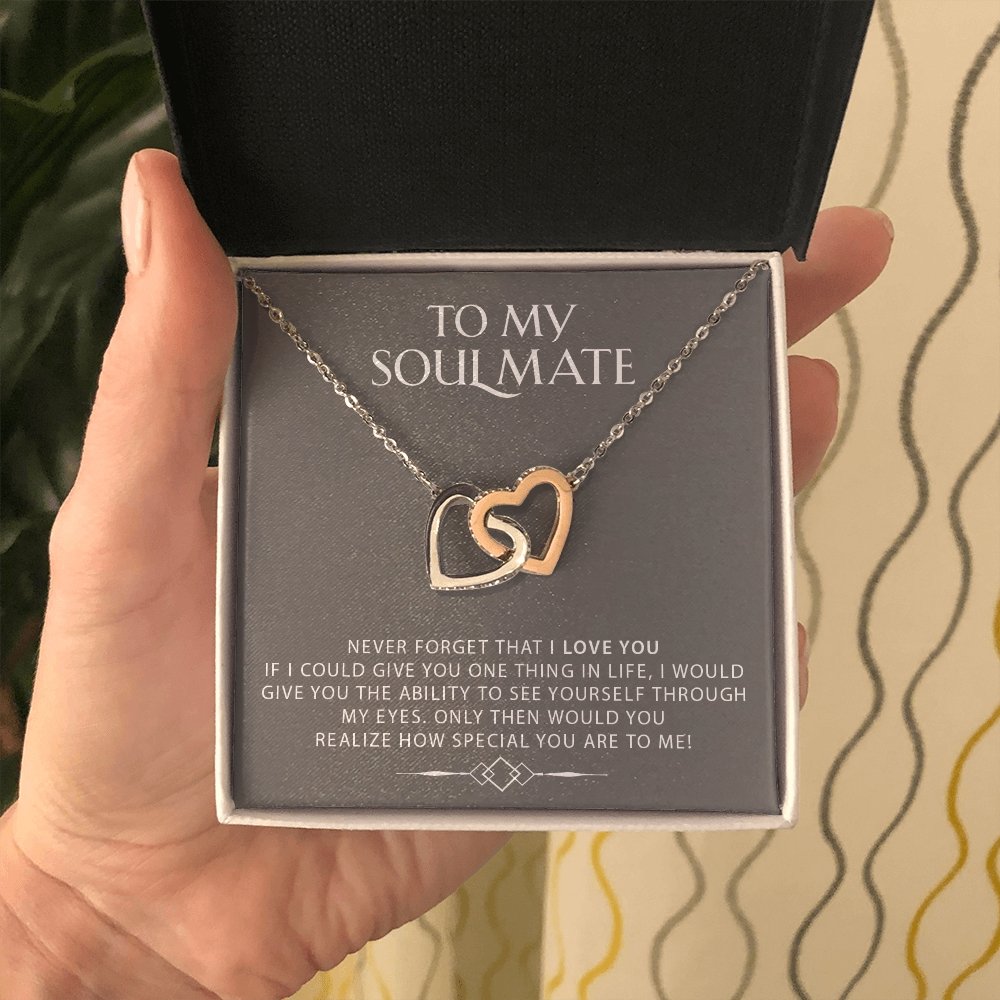 TO MY
SOULMATE
NEVER FORGET THAT I LOVE YOU
IF I COULD GIVE YOU ONE THING IN LIFE, I WOULD
GIVE YOU THE ABILITY TO SEE YOURSELF THROUGH
MY EYES. ONLY THEN WOULD YOU
REALIZE HOW SPECIAL YOU ARE TO ME!